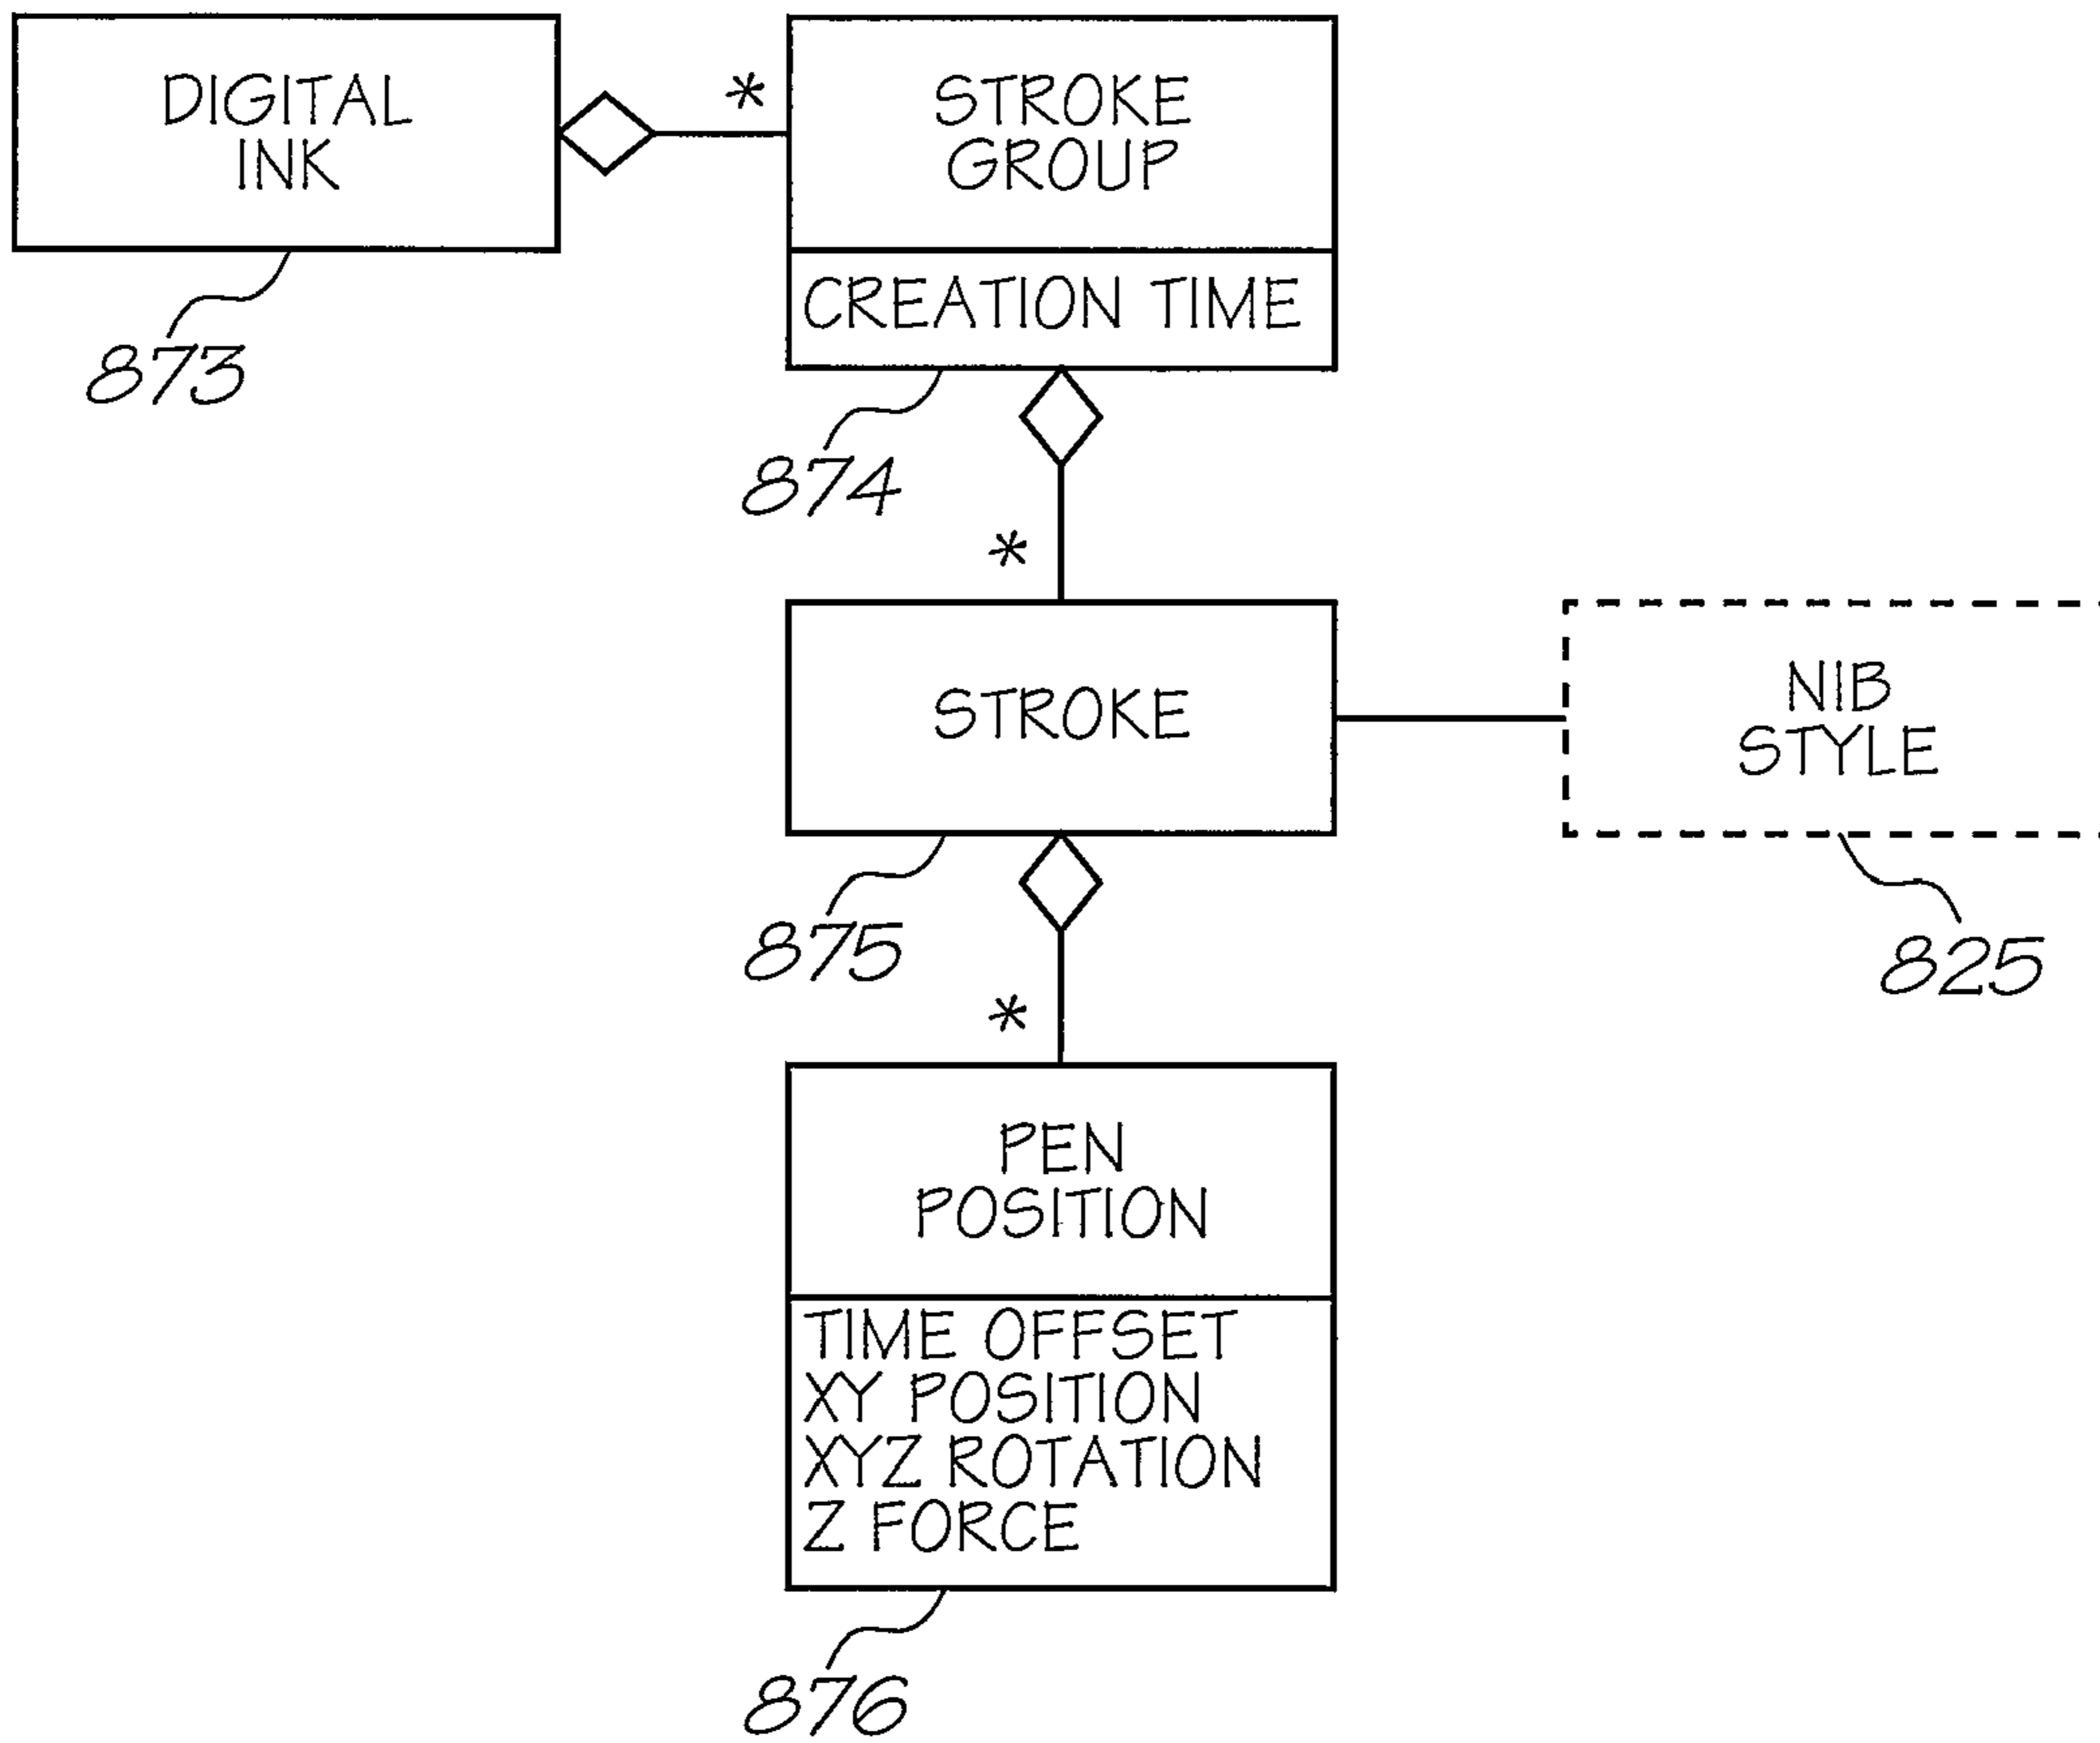 DIGITAL
INK
*
STROKE
GROUP
CREATION TIME
873
874
*
STROKE
NIB
STYLE
875
825
*
PEN
POSITION
TIME OFFSET
XY POSITION
XYZ ROTATION
Z FORCE
876